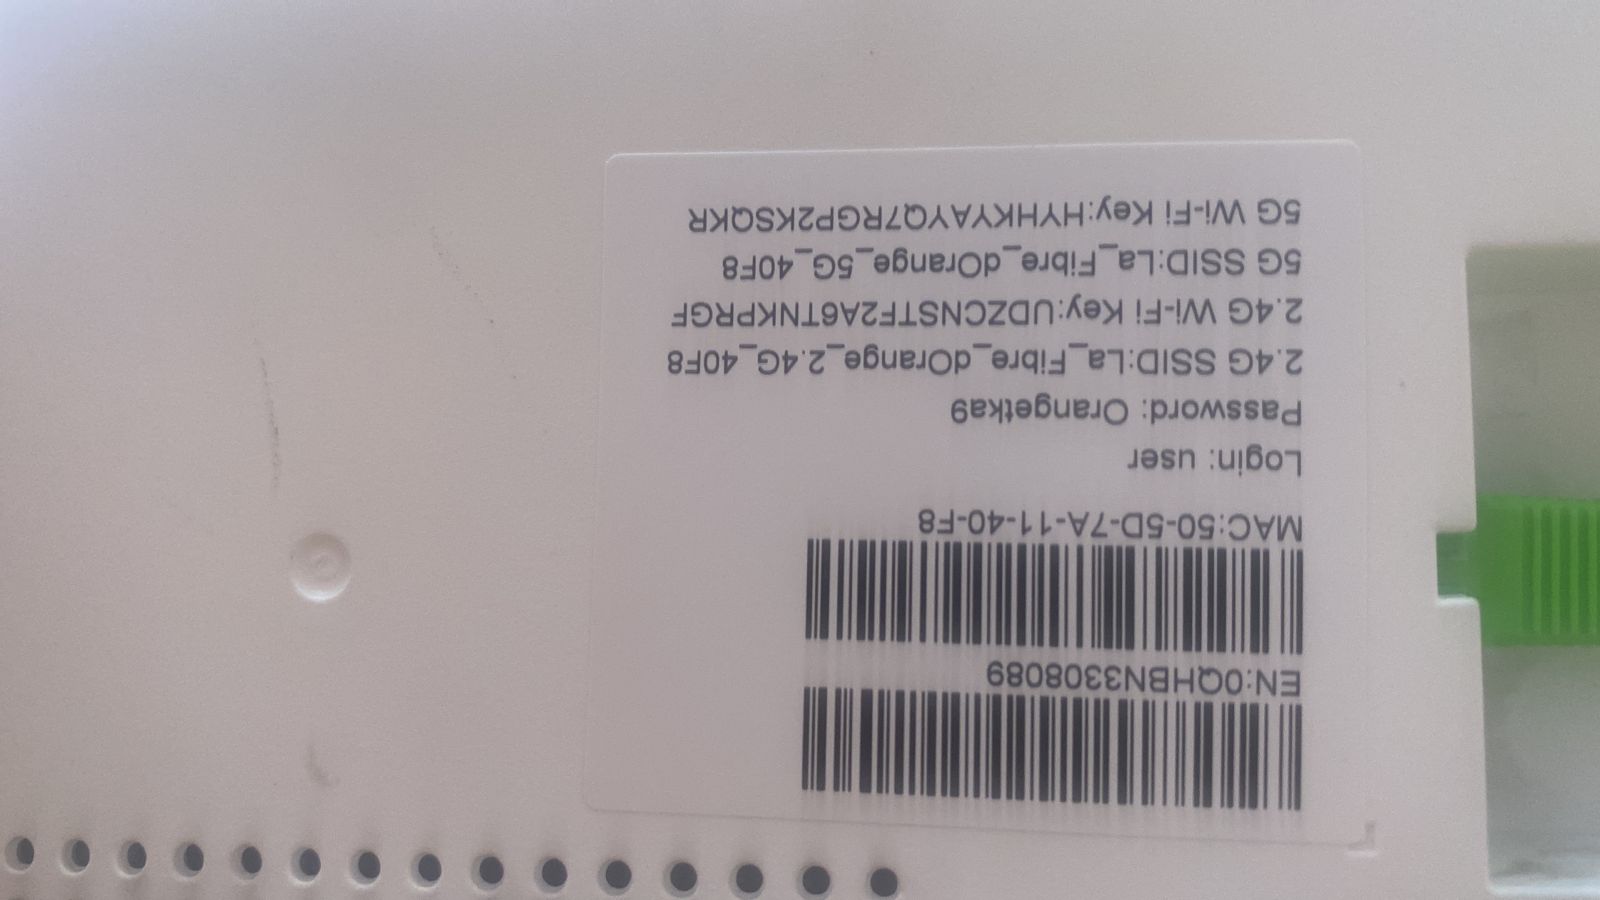 EN:0QHBN3308089
MAC:50-5D-7A-11-40-F8
Login: user
Password: Orangetka9
2.4G SSID:La_Fibre_dOrange_2.4G_40F8
2.4G Wi-Fi Key:UDZCNSTF2A6TNKPRGF
5G SSID:La_Fibre_dOrange_5G_40F8
5G Wi-Fi Key:HYHKYAYQ7RGP2KSQKR